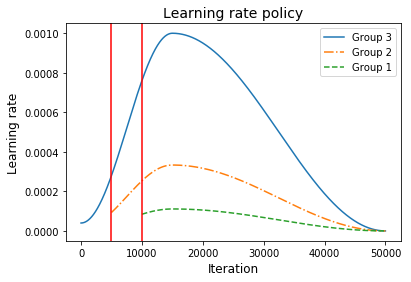 Learning rate policy
Learning rate
0.0010
0.0008
0.0006
0.0004
0.0002
0.0000
Group 3
Group 2
Group 1
0
10000
20000
30000
40000
50000
Iteration